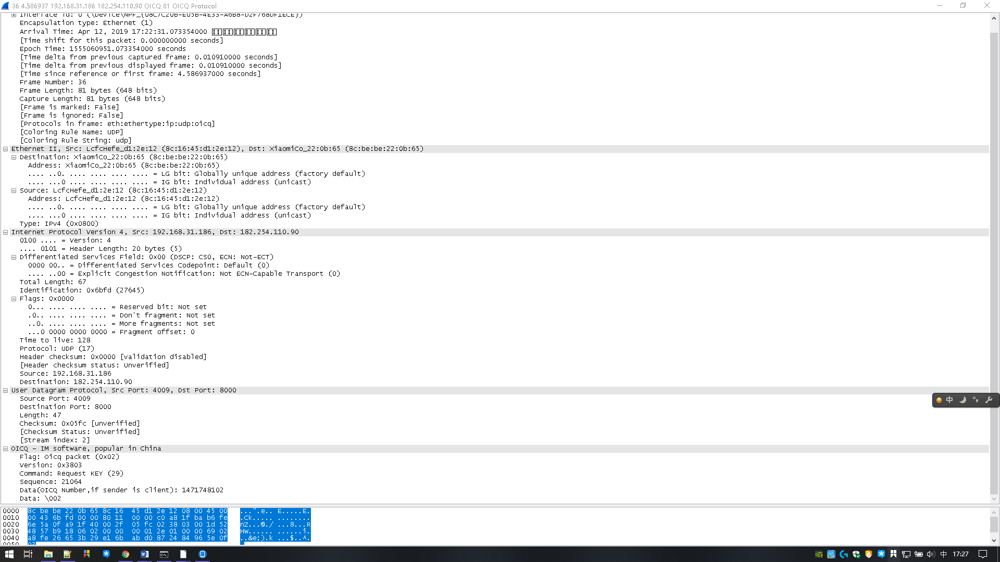 36 4.586937 192.168.31.186 182.254.110.90 OICQ 81 OICQ Protocol
Interface id: 0 (\Device\NPF_{08C7C20B-E05B-4E33-A6B8-D2F768DF1ECE})
Encapsulation type: Ethernet (1)
Arrival Time: Apr 12, 2019 17:22:31.073354000
[Time shift for this packet: 0.000000000 seconds]
Epoch Time: 1555060951.073354000 seconds
[Time delta from previous captured frame: 0.010910000 seconds]
[Time delta from previous displayed frame: 0.010910000 seconds]
[Time since reference or first frame: 4.586937000 seconds]
Frame Number: 36
Frame Length: 81 bytes (648 bits)
Capture Length: 81 bytes (648 bits)
[Frame is marked: False]
[Frame is ignored: False]
[Protocols in frame: eth:ethertype:ip:udp:oicq]
[Coloring Rule Name: UDP]
[Coloring Rule String: udp]
Ethernet II, Src: LcfcHefe_d1:2e:12 (8c:16:45:d1:2e:12), Dst: XiaomiCo_22:0b:65 (8c:be:be:22:0b:65)
Destination: XiaomiCo_22:0b:65 (8c:be:be:22:0b:65)
Address: XiaomiCo_22:0b:65 (8c:be:be:22:0b:65)
.... ..0. .... .... .... .... = LG bit: Globally unique address (factory default)
.... ...0 .... .... .... .... = IG bit: Individual address (unicast)
Source: LcfcHefe_d1:2e:12 (8c:16:45:d1:2e:12)
Address: LcfcHefe_d1:2e:12 (8c:16:45:d1:2e:12)
.... ..0. .... .... .... .... = LG bit: Globally unique address (factory default)
.... ...0 .... .... .... .... = IG bit: Individual address (unicast)
Type: IPv4 (0x0800)
Internet Protocol Version 4, Src: 192.168.31.186, Dst: 182.254.110.90
0100 .... = Version: 4
.... 0101 = Header Length: 20 bytes (5)
Differentiated Services Field: 0x00 (DSCP: CS0, ECN: Not-ECT)
0000 00.. = Differentiated Services Codepoint: Default (0)
.... ..00 = Explicit Congestion Notification: Not ECN-Capable Transport (0)
Total Length: 67
Identification: 0x6bfd (27645)
Flags: 0x0000
0... .... .... .... = Reserved bit: Not set
.0.. .... .... .... = Don't fragment: Not set
..0. .... .... .... = More fragments: Not set
...0 0000 0000 0000 = Fragment offset: 0
Time to live: 128
Protocol: UDP (17)
Header checksum: 0x0000 [validation disabled]
[Header checksum status: Unverified]
Source: 192.168.31.186
Destination: 182.254.110.90
User Datagram Protocol, Src Port: 4009, Dst Port: 8000
Source Port: 4009
Destination Port: 8000
Length: 47
Checksum: 0x05fc [unverified]
[Checksum Status: Unverified]
[Stream index: 2]
中
OICQ - IM software, popular in China
Flag: Oicq packet (0x02)
Version: 0x3803
Command: Request KEY (29)
Sequence: 21064
Data(OICQ Number,if sender is client): 1471748102
Data: \002
0000 8c be be 22 0b 65 8c 16 45 d1 2e 12 08 00 45 00 ...".e.. E.....E.
0010 00 43 6b fd 00 00 80 11 00 00 c0 a8 1f ba b6 fe .Ck..... ........
0020 6e 5a 0f a9 1f 40 00 2f 05 fc 02 38 03 00 1d 52 nZ...@./ ...8...R
0030 48 57 b9 18 06 02 00 00 00 01 2e 01 00 00 69 02 HW...... ......i.
0040 a8 fe 26 65 3b 29 e1 6b ab d0 87 24 84 96 5e 0f ..&e;).k ...$..^.
0050 03
中 17:27